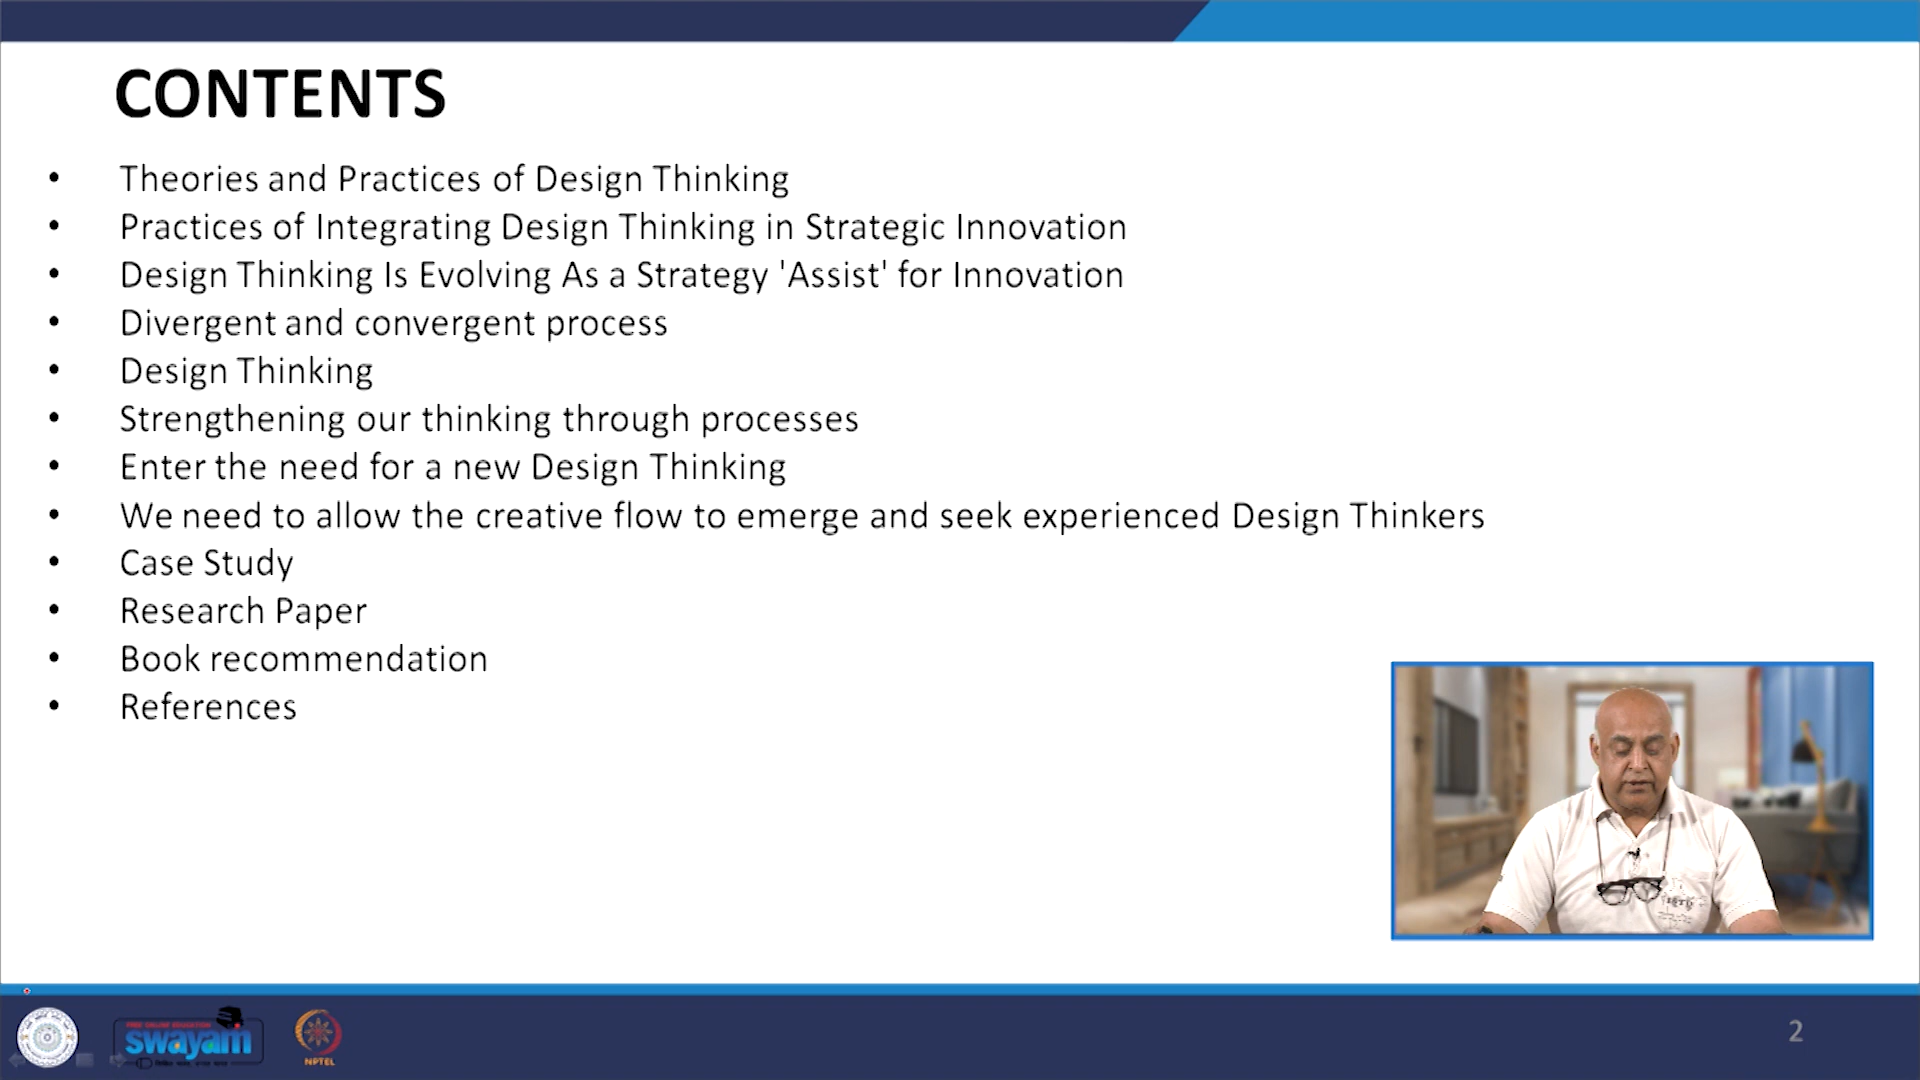 CONTENTS
• Theories and Practices of Design Thinking
• Practices of Integrating Design Thinking in Strategic Innovation
• Design Thinking Is Evolving As a Strategy 'Assist' for Innovation
• Divergent and convergent process
• Design Thinking
• Strengthening our thinking through processes
• Enter the need for a new Design Thinking
• We need to allow the creative flow to emerge and seek experienced Design Thinkers
• Case Study
• Research Paper
• Book recommendation
• References
FREE ONLINE EDUCATION
swayam
NPTEL
2